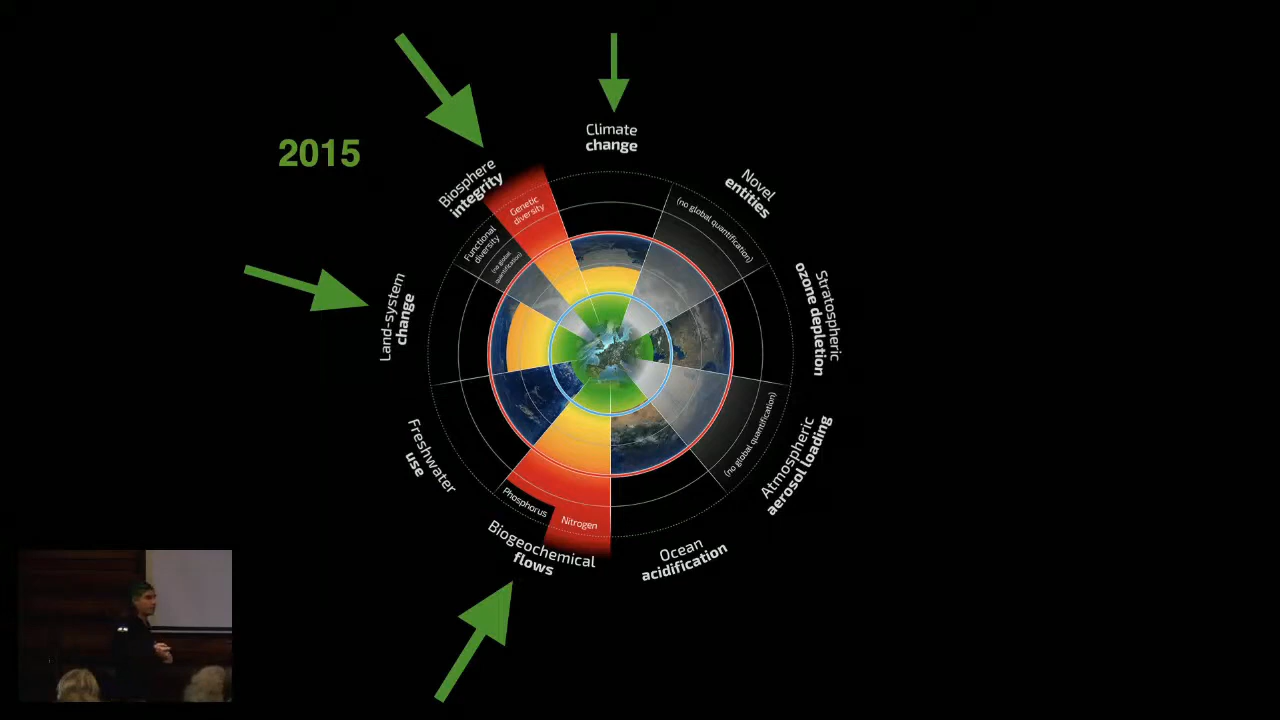 2015
Climate
change
Biosphere
integrity
Genetic
diversity
Functional
diversity
(no global
quantification)
Novel
entities
(no global quantification)
Stratospheric
ozone depletion
Atmospheric
aerosol loading
(no global quantification)
Ocean
acidification
Biogeochemical
flows
Phosphorus
Nitrogen
Freshwater
use
Land-system
change